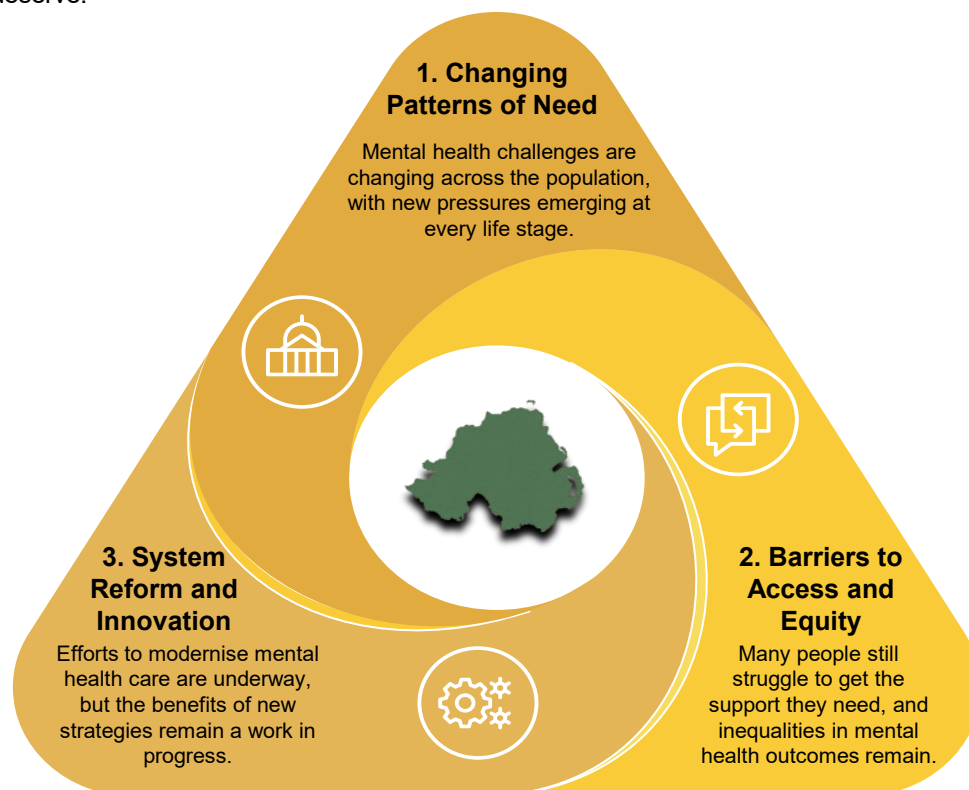 deserve.
1. Changing
Patterns of Need
Mental health challenges are
changing across the population,
with new pressures emerging at
every life stage.
2. Barriers to
Access and
Equity
Many people still
struggle to get the
support they need, and
inequalities in mental
health outcomes remain.
3. System
Reform and
Innovation
Efforts to modernise mental
health care are underway,
but the benefits of new
strategies remain a work in
progress.